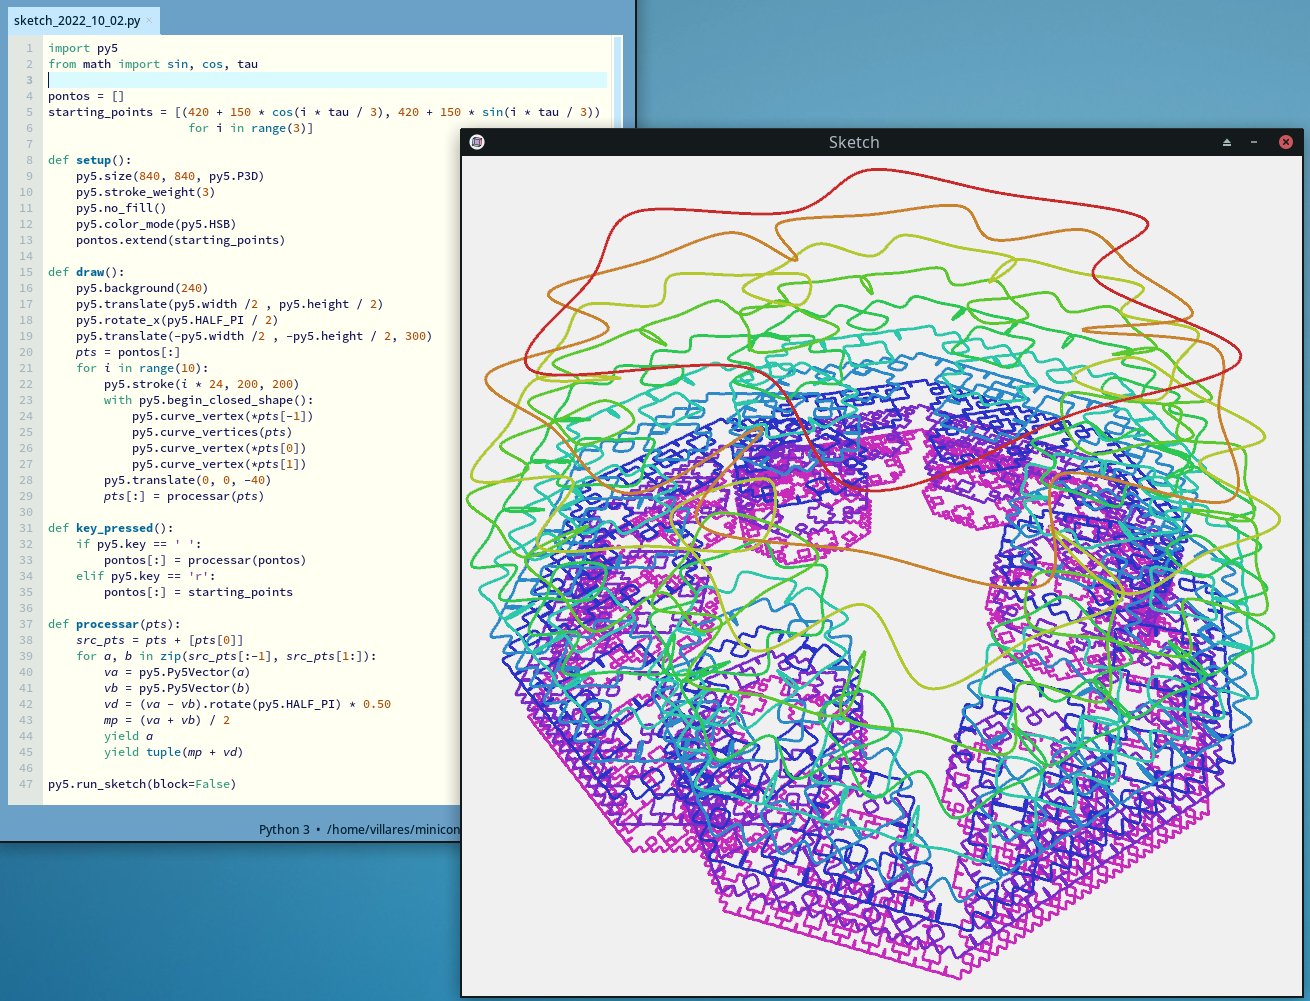 sketch_2022_10_02.py ×
1 import py5
2 from math import sin, cos, tau
3
4 pontos = []
5 starting_points = [(420 + 150 * cos(i * tau / 3), 420 + 150 * sin(i * tau / 3))
6                     for i in range(3)]
7
8 def setup():
9     py5.size(840, 840, py5.P3D)
10     py5.stroke_weight(3)
11     py5.no_fill()
12     py5.color_mode(py5.HSB)
13     pontos.extend(starting_points)
14
15 def draw():
16     py5.background(240)
17     py5.translate(py5.width /2 , py5.height / 2)
18     py5.rotate_x(py5.HALF_PI / 2)
19     py5.translate(-py5.width /2 , -py5.height / 2, 300)
20     pts = pontos[:]
21     for i in range(10):
22         py5.stroke(i * 24, 200, 200)
23         with py5.begin_closed_shape():
24             py5.curve_vertex(*pts[-1])
25             py5.curve_vertices(pts)
26             py5.curve_vertex(*pts[0])
27             py5.curve_vertex(*pts[1])
28         py5.translate(0, 0, -40)
29         pts[:] = processar(pts)
30
31 def key_pressed():
32     if py5.key == ' ':
33         pontos[:] = processar(pontos)
34     elif py5.key == 'r':
35         pontos[:] = starting_points
36
37 def processar(pts):
38     src_pts = pts + [pts[0]]
39     for a, b in zip(src_pts[:-1], src_pts[1:]):
40         va = py5.Py5Vector(a)
41         vb = py5.Py5Vector(b)
42         vd = (va - vb).rotate(py5.HALF_PI) * 0.50
43         mp = (va + vb) / 2
44         yield a
45         yield tuple(mp + vd)
46
47 py5.run_sketch(block=False)
Python 3 • /home/villares/minicon
Sketch